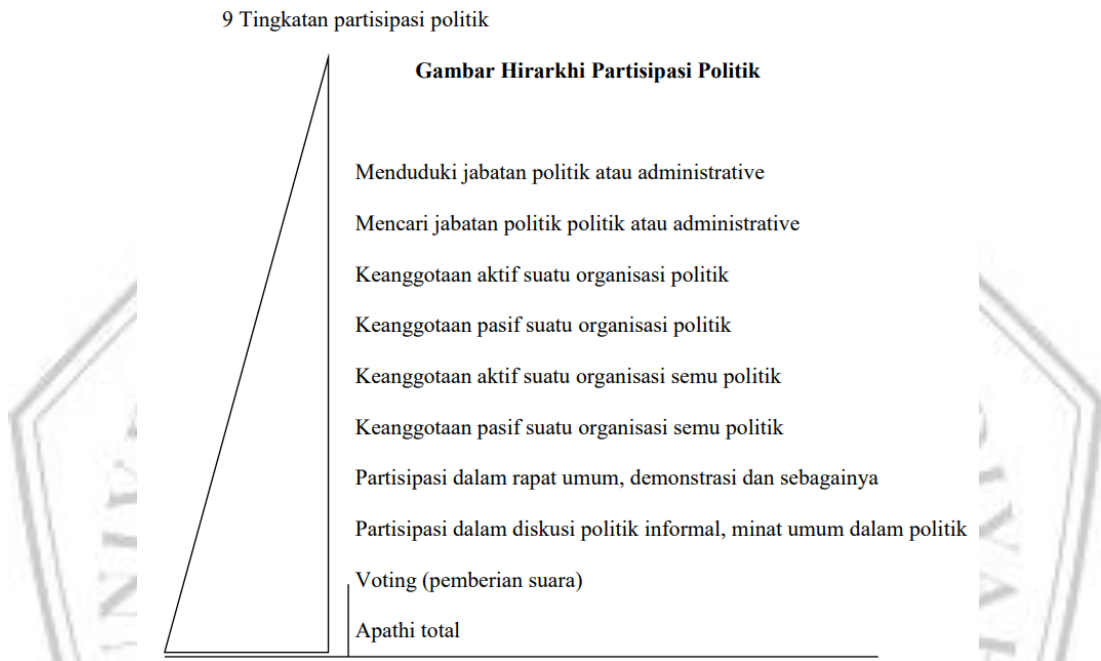 9 Tingkatan partisipasi politik
Gambar Hirarkhi Partisipasi Politik
Menduduki jabatan politik atau administrative
Mencari jabatan politik politik atau administrative
Keanggotaan aktif suatu organisasi politik
Keanggotaan pasif suatu organisasi politik
Keanggotaan aktif suatu organisasi semu politik
Keanggotaan pasif suatu organisasi semu politik
Partisipasi dalam rapat umum, demonstrasi dan sebagainya
Partisipasi dalam diskusi politik informal, minat umum dalam politik
Voting (pemberian suara)
Apathi total